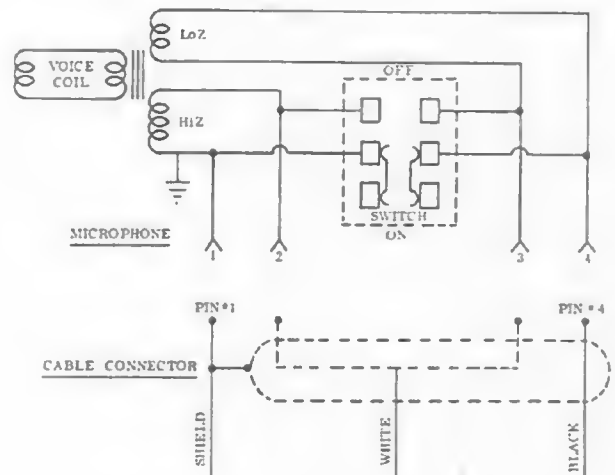 LoZ
VOICE
COIL
OFF
HiZ
SWITCH
ON
MICROPHONE
1
2
3
4
PIN #1
PIN #4
CABLE CONNECTOR
SHIELD
WHITE
BLACK